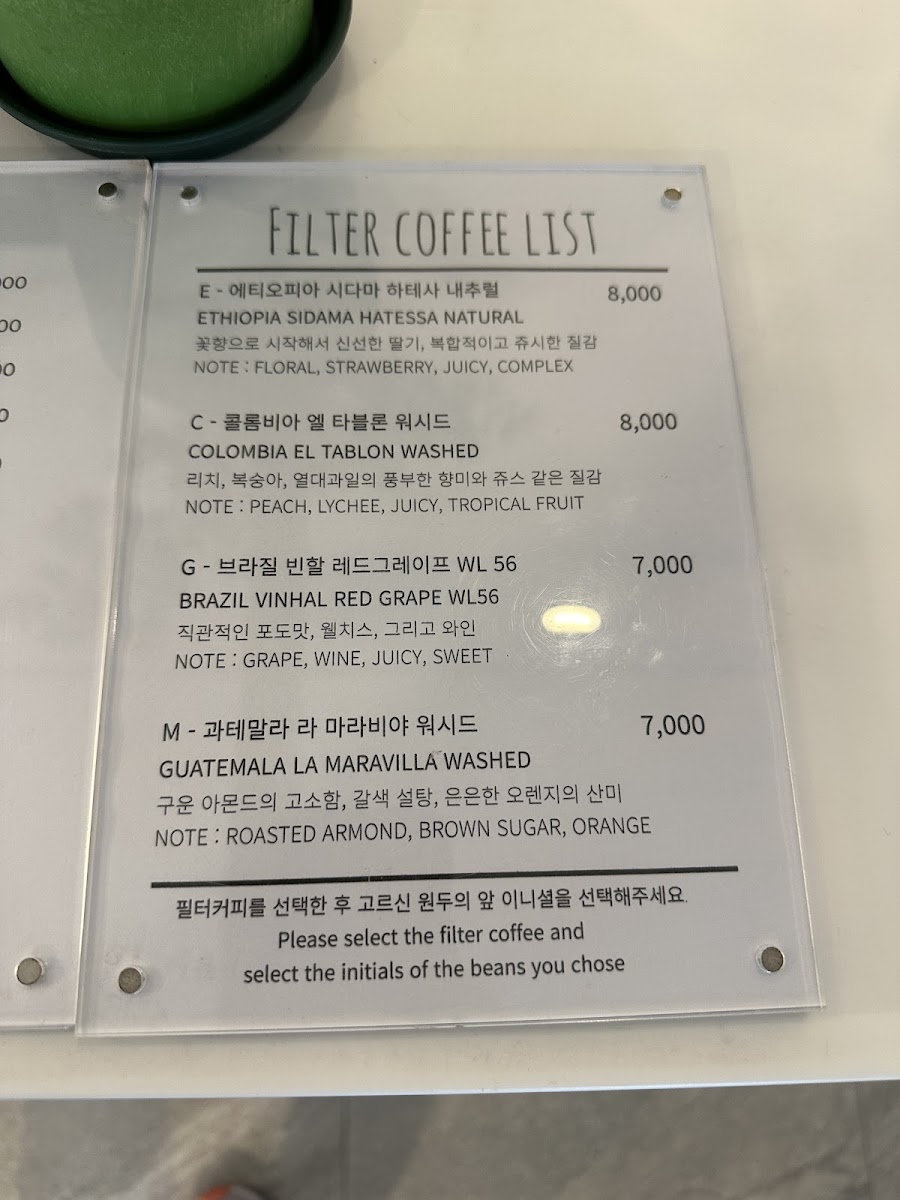 FILTER COFFEE LIST
E - 에티오피아 시다마 하테사 내추럴 8,000
ETHIOPIA SIDAMA HATESSA NATURAL
꽃향으로 시작해서 신선한 딸기, 복합적이고 쥬시한 질감
NOTE : FLORAL, STRAWBERRY, JUICY, COMPLEX
C - 콜롬비아 엘 타블론 워시드 8,000
COLOMBIA EL TABLON WASHED
리치, 복숭아, 열대과일의 풍부한 향미와 쥬스 같은 질감
NOTE : PEACH, LYCHEE, JUICY, TROPICAL FRUIT
G - 브라질 빈할 레드그레이프 WL 56 7,000
BRAZIL VINHAL RED GRAPE WL56
직관적인 포도맛, 웰치스, 그리고 와인
NOTE : GRAPE, WINE, JUICY, SWEET
M - 과테말라 라 마라비야 워시드 7,000
GUATEMALA LA MARAVILLA WASHED
구운 아몬드의 고소함, 갈색 설탕, 은은한 오렌지의 산미
NOTE : ROASTED ARMOND, BROWN SUGAR, ORANGE
필터커피를 선택한 후 고르신 원두의 앞 이니셜을 선택해주세요.
Please select the filter coffee and
select the initials of the beans you chose